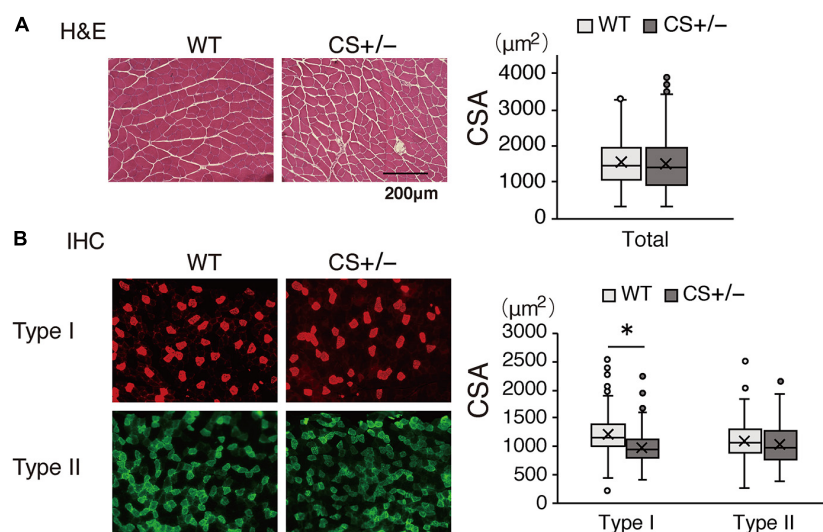 A H&E
WT CS+/–
200μm
(μm²) WT CS+/–
CSA
4000
3000
2000
1000
0
Total
B IHC
WT CS+/–
Type I
Type II
(μm²) WT CS+/–
CSA
3000
2500
2000
1500
1000
500
0
*
Type I Type II